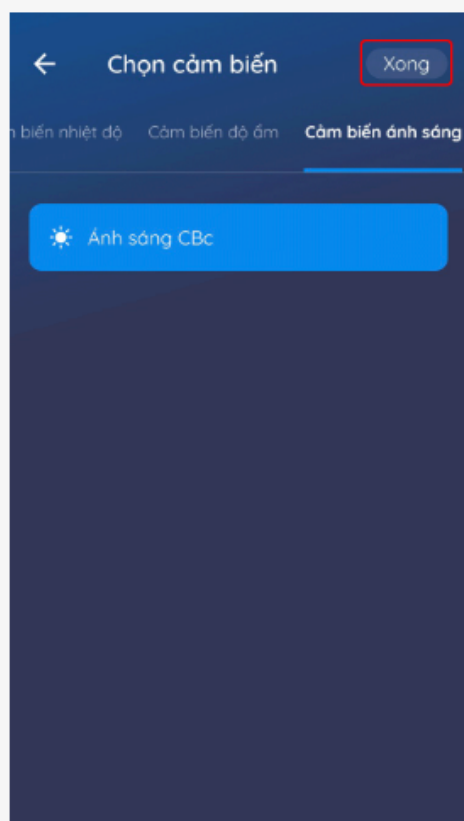 Chọn cảm biến Xong
n biến nhiệt độ Cảm biến độ ẩm Cảm biến ánh sáng
Ánh sáng CBc